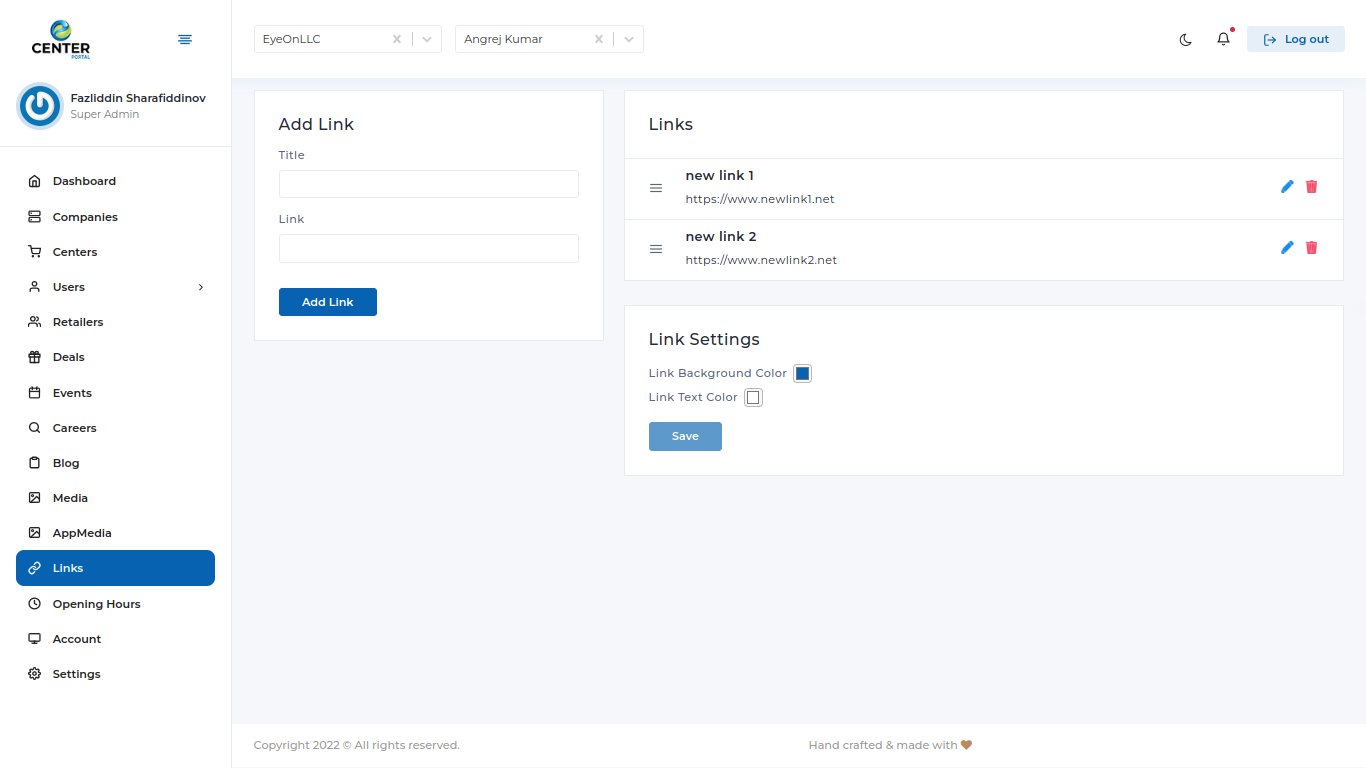 CENTER
PORTAL
Fazliddin Sharafiddinov
Super Admin
Dashboard
Companies
Centers
Users
Retailers
Deals
Events
Careers
Blog
Media
AppMedia
Links
Opening Hours
Account
Settings
EyeOnLLC
Angrej Kumar
Log out
Add Link
Title
Link
Add Link
Links
new link 1
https://www.newlink1.net
new link 2
https://www.newlink2.net
Link Settings
Link Background Color
Link Text Color
Save
Copyright 2022 © All rights reserved.
Hand crafted & made with